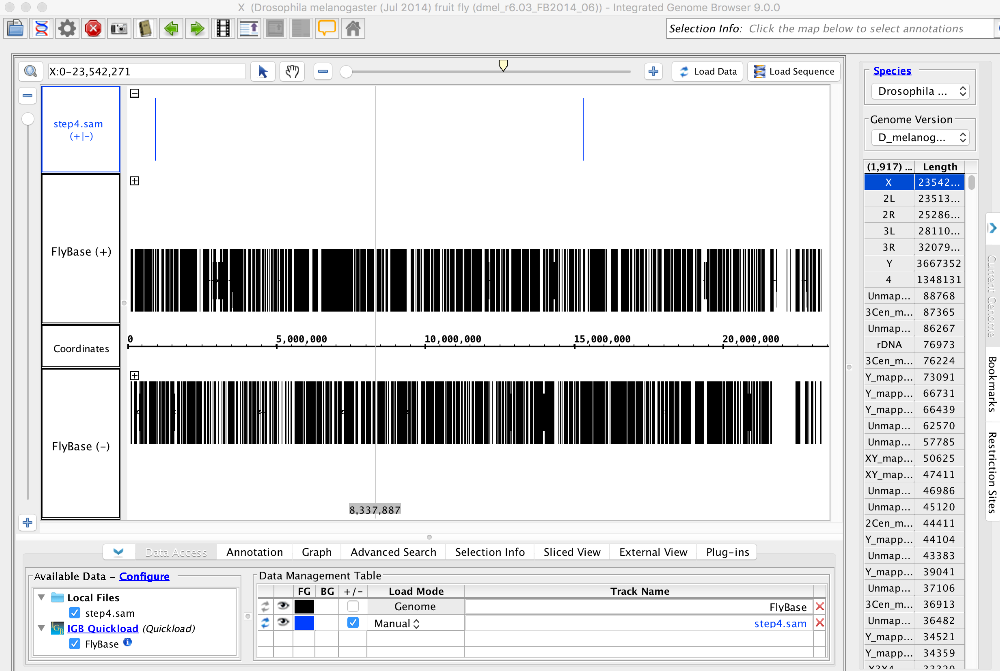 X (Drosophila melanogaster (Jul 2014) fruit fly (dmel_r6.03_FB2014_06)) - Integrated Genome Browser 9.0.0
Selection Info: Click the map below to select annotations
X:0-23,542,271
Load Data
Load Sequence
step4.sam
(+|-)
FlyBase (+)
0 5,000,000 10,000,000 15,000,000 20,000,000
Coordinates
FlyBase (-)
8,337,887
Species
Drosophila ...
Genome Version
D_melanog...
(1,917) ... Length
X 23542...
2L 23513...
2R 25286...
3L 28110...
3R 32079...
Y 3667352
4 1348131
Unmap... 88768
3Cen_m... 87365
Unmap... 86267
rDNA 76973
3Cen_m... 76224
Y_mapp... 73091
Y_mapp... 66731
Y_mapp... 66439
Unmap... 62570
Unmap... 57785
XY_map... 50625
XY_map... 47411
Unmap... 46986
Unmap... 45120
2Cen_m... 44411
Y_mapp... 44104
Unmap... 43383
Y_mapp... 39041
Unmap... 37106
3Cen_m... 36913
Unmap... 36482
Y_mapp... 34521
Y_mapp... 34359
Current Genome
Bookmarks
Restriction Sites
Data Access Annotation Graph Advanced Search Selection Info Sliced View External View Plug-ins
Available Data - Configure
Local Files
step4.sam
IGB Quickload (Quickload)
FlyBase
Data Management Table
FG BG +/- Load Mode Track Name
Genome FlyBase
Manual step4.sam